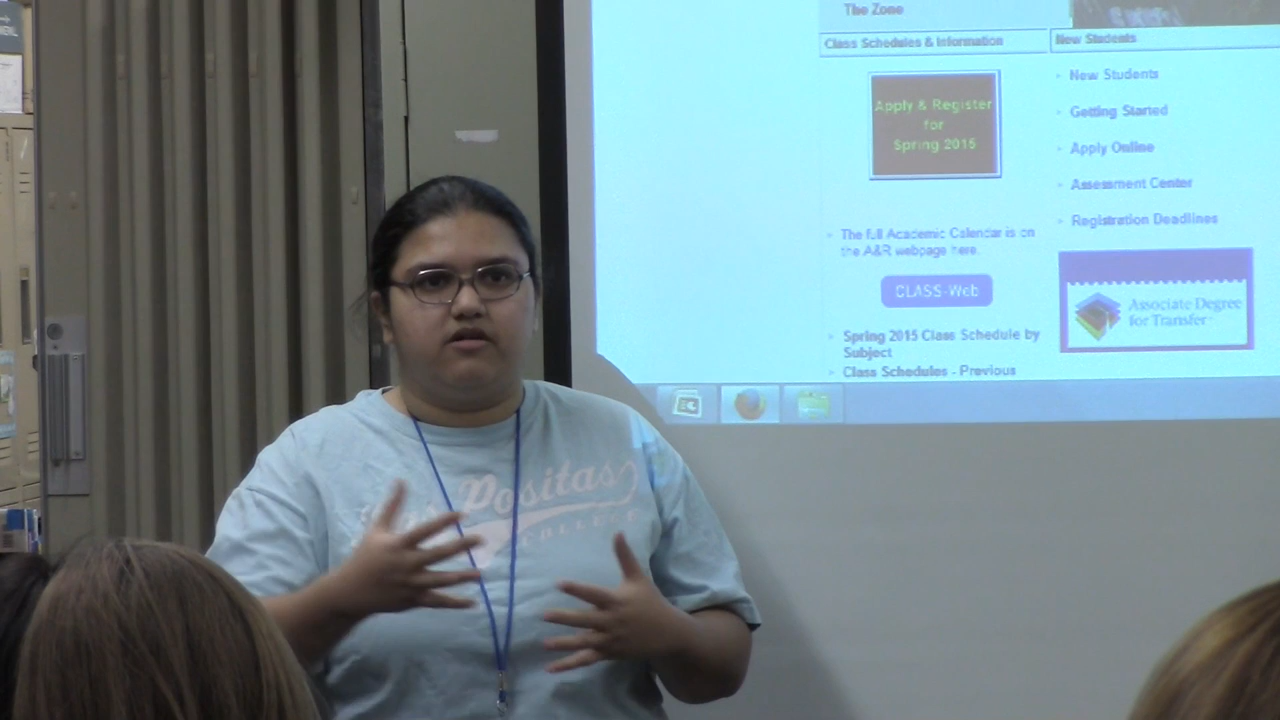 The Zone
Class Schedules & Information
Apply & Register
for
Spring 2015
The full Academic Calendar is on
the A&R webpage here.
CLASS-Web
Spring 2015 Class Schedule by
Subject
Class Schedules - Previous
New Students
New Students
Getting Started
Apply Online
Assessment Center
Registration Deadlines
Associate Degree
for Transfer
Positas
COLLEGE